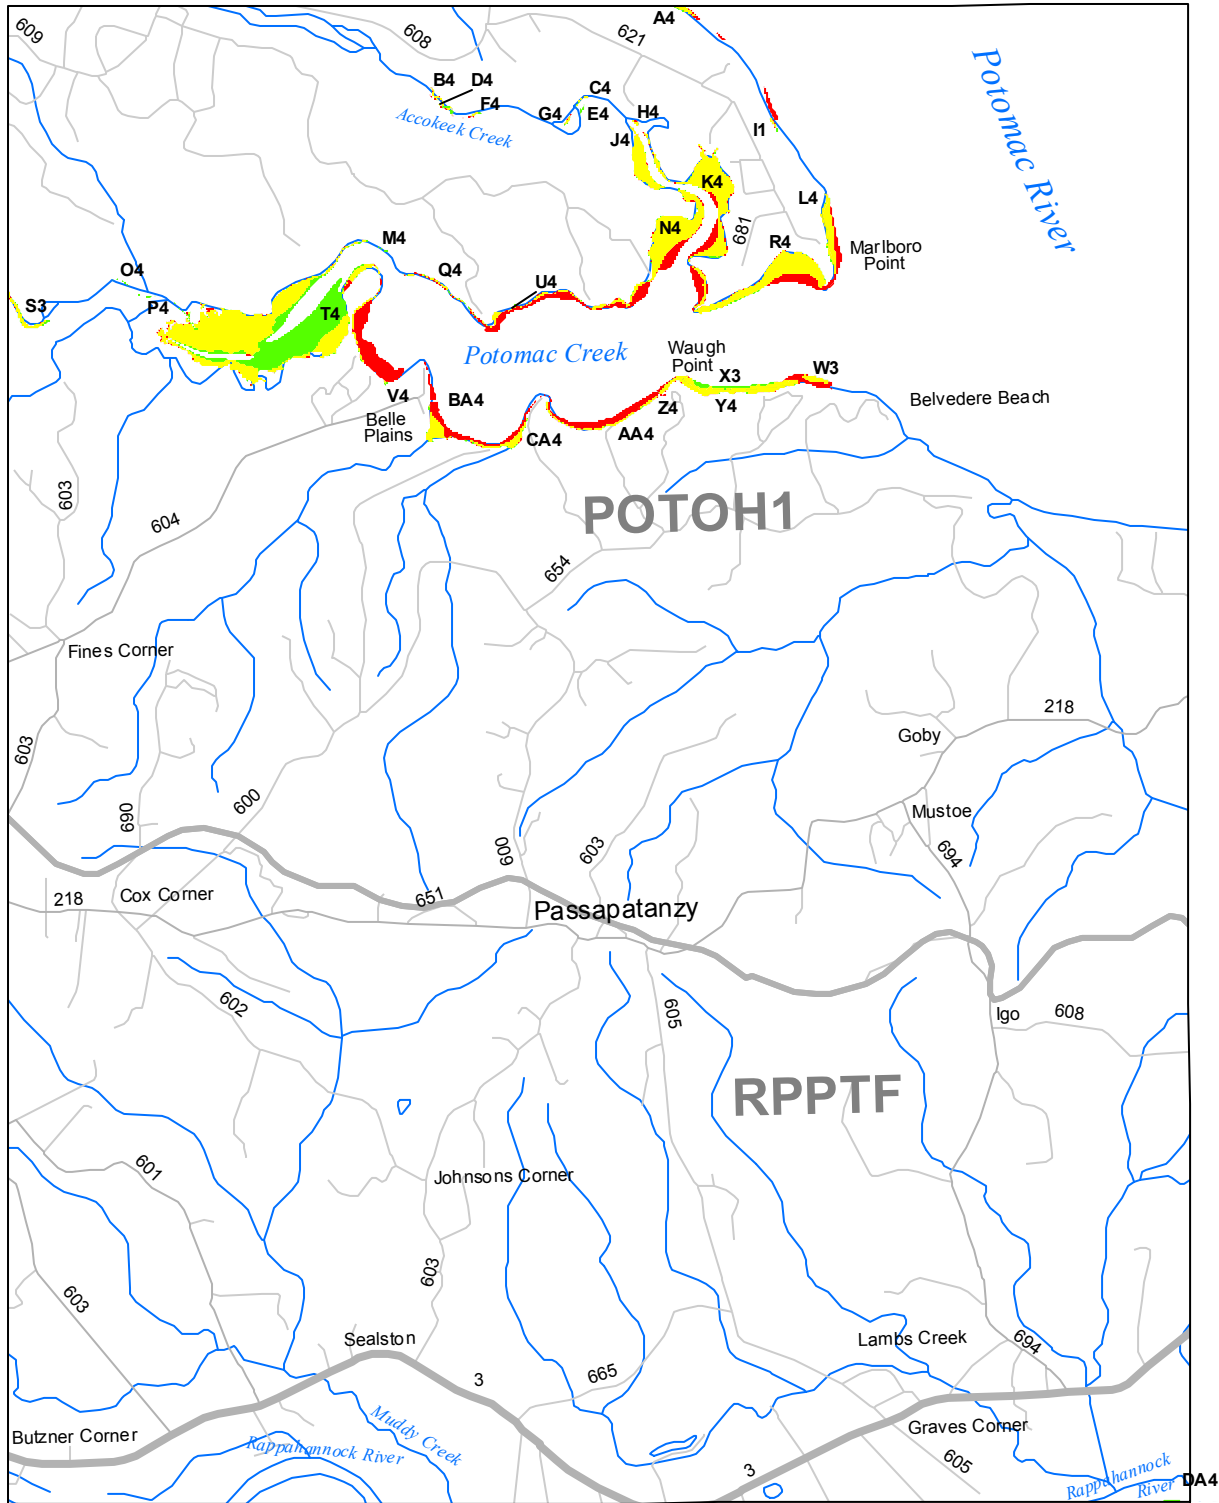 A4
609
608
621
Potomac River
B4
D4
C4
F4
G4
E4
H4
I1
Accokeek Creek
J4
K4
L4
N4
681
R4
Marlboro
Point
M4
O4
Q4
U4
S3
P4
T4
Potomac Creek
Waugh
Point
X3
W3
V4
BA4
Z4
Y4
Belvedere Beach
Belle
Plains
CA4
AA4
603
604
POTOH1
654
Fines Corner
218
603
Goby
690
600
Mustoe
600
603
694
218
Cox Corner
651
Passapatanzy
602
605
Igo
608
RPPTF
601
Johnsons Corner
603
603
Sealston
Lambs Creek
694
3
665
Butzner Corner
Muddy Creek
Rappahannock River
Graves Corner
3
605
Rappahannock
River
DA4